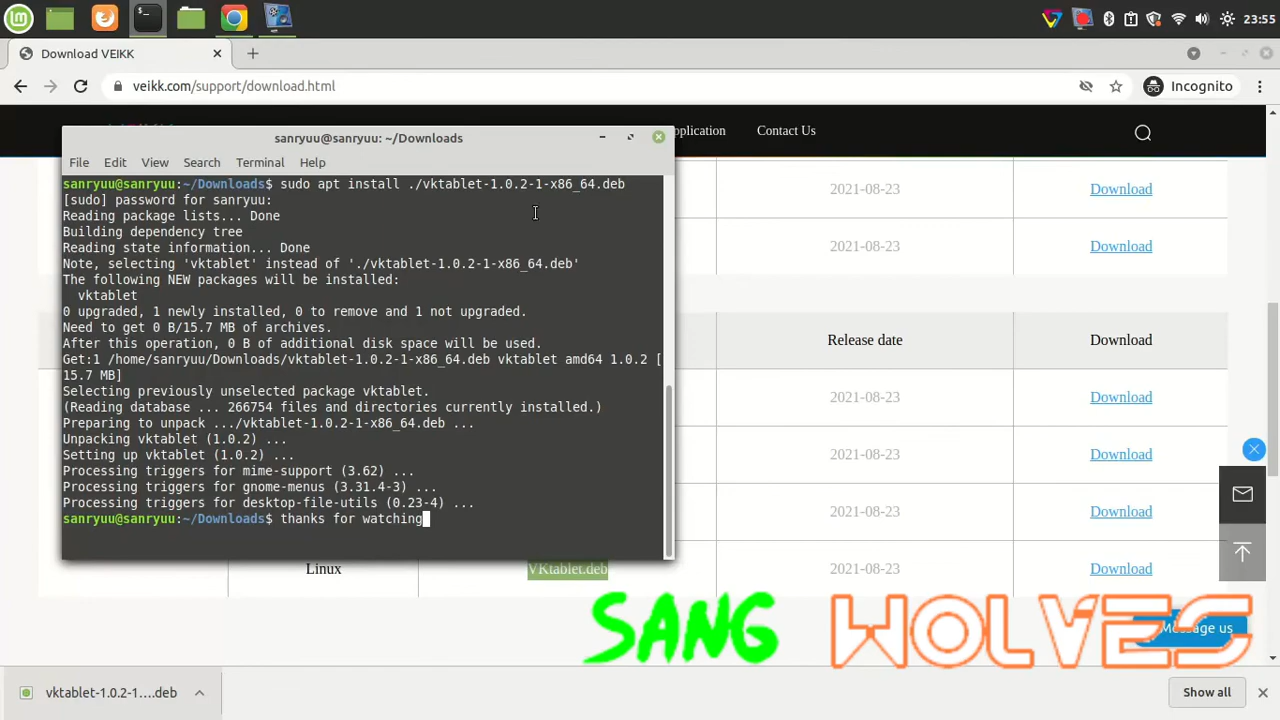 23:55
Download VEIKK
veikk.com/support/download.html
Incognito
pplication
Contact Us
sanryuu@sanryuu: ~/Downloads
File Edit View Search Terminal Help
sanryuu@sanryuu:~/Downloads$ sudo apt install ./vktablet-1.0.2-1-x86_64.deb
[sudo] password for sanryuu:
Reading package lists... Done
Building dependency tree
Reading state information... Done
Note, selecting 'vktablet' instead of './vktablet-1.0.2-1-x86_64.deb'
The following NEW packages will be installed:
vktablet
0 upgraded, 1 newly installed, 0 to remove and 1 not upgraded.
Need to get 0 B/15.7 MB of archives.
After this operation, 0 B of additional disk space will be used.
Get:1 /home/sanryuu/Downloads/vktablet-1.0.2-1-x86_64.deb vktablet amd64 1.0.2 [
15.7 MB]
Selecting previously unselected package vktablet.
(Reading database ... 266754 files and directories currently installed.)
Preparing to unpack .../vktablet-1.0.2-1-x86_64.deb ...
Unpacking vktablet (1.0.2) ...
Setting up vktablet (1.0.2) ...
Processing triggers for mime-support (3.62) ...
Processing triggers for gnome-menus (3.31.4-3) ...
Processing triggers for desktop-file-utils (0.23-4) ...
sanryuu@sanryuu:~/Downloads$ thanks for watching
2021-08-23 Download
2021-08-23 Download
Release date Download
2021-08-23 Download
2021-08-23 Download
2021-08-23 Download
Linux VKtablet.deb 2021-08-23 Download
SANG WOLVES
Message us
vktablet-1.0.2-1....deb
Show all